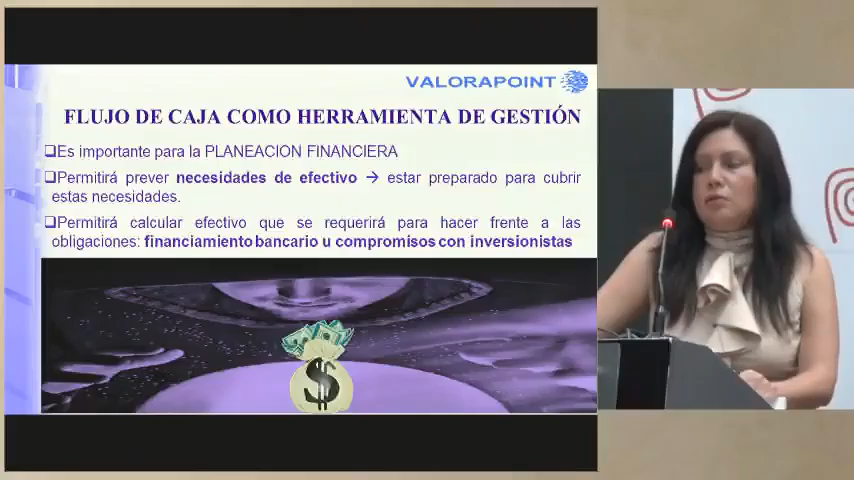 VALORAPOINT
FLUJO DE CAJA COMO HERRAMIENTA DE GESTIÓN
❑Es importante para la PLANEACION FINANCIERA
❑Permitirá prever necesidades de efectivo → estar preparado para cubrir
estas necesidades.
❑Permitirá calcular efectivo que se requerirá para hacer frente a las
obligaciones: financiamiento bancario u compromisos con inversionistas
$